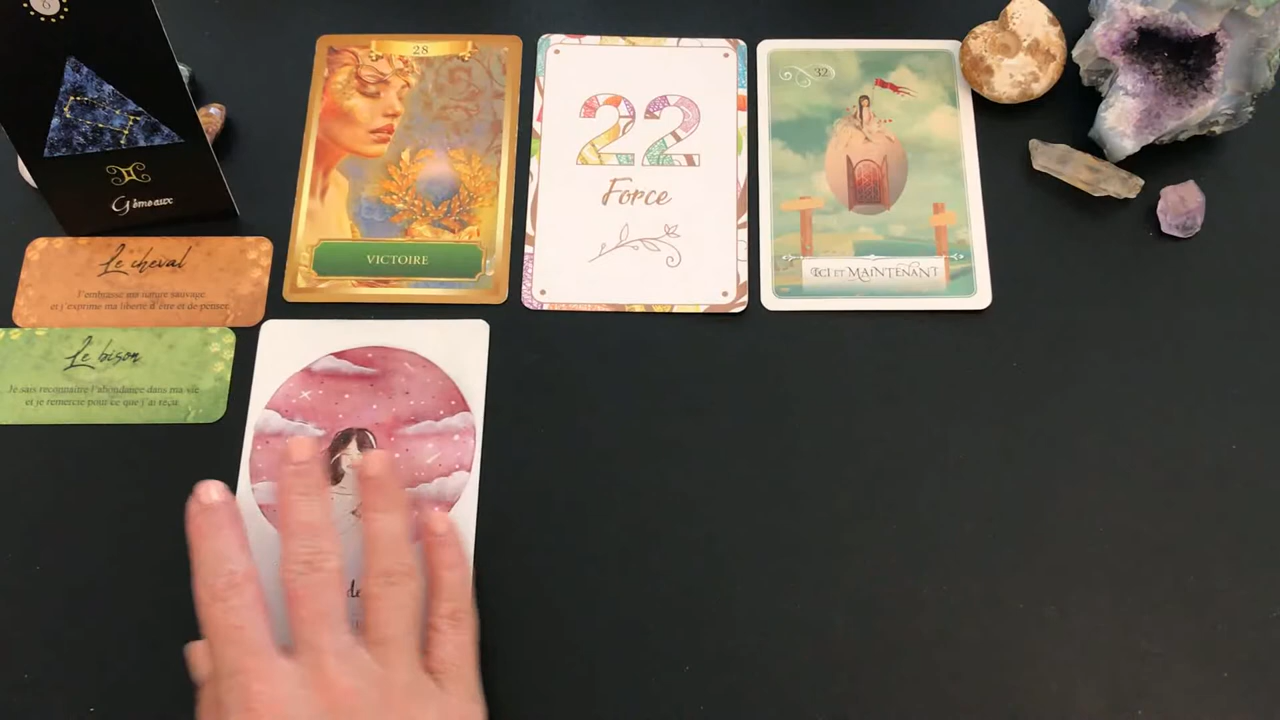 6
Gémeaux
Le cheval
J'embrasse ma nature sauvage
et j'exprime ma liberté d'être et de penser.
Le bison
Je sais reconnaître l'abondance dans ma vie
et je remercie pour ce que j'ai reçu.
28
VICTOIRE
22
Force
32
ICI ET MAINTENANT
de